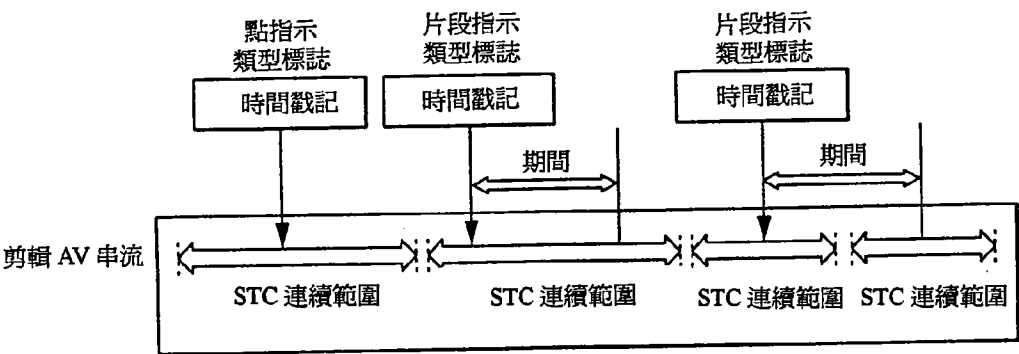 點指示
類型標誌
時間戳記
片段指示
類型標誌
時間戳記
片段指示
類型標誌
時間戳記
期間
期間
剪輯 AV 串流
STC 連續範圍
STC 連續範圍
STC 連續範圍
STC 連續範圍